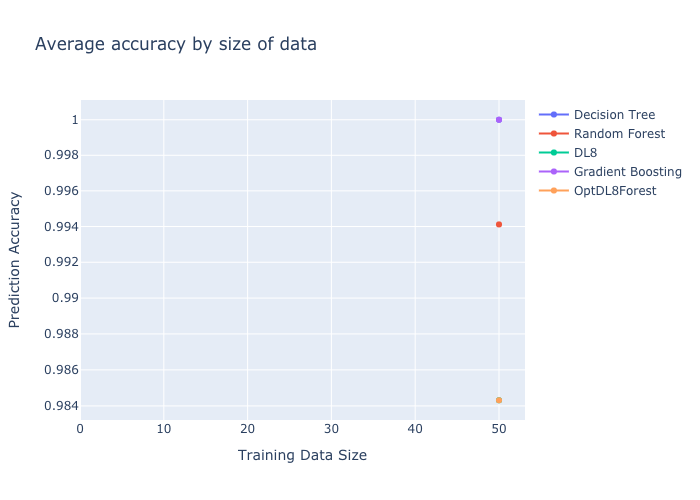 Average accuracy by size of data
Prediction Accuracy
1
0.998
0.996
0.994
0.992
0.99
0.988
0.986
0.984
0
10
20
30
40
50
Training Data Size
Decision Tree
Random Forest
DL8
Gradient Boosting
OptDL8Forest